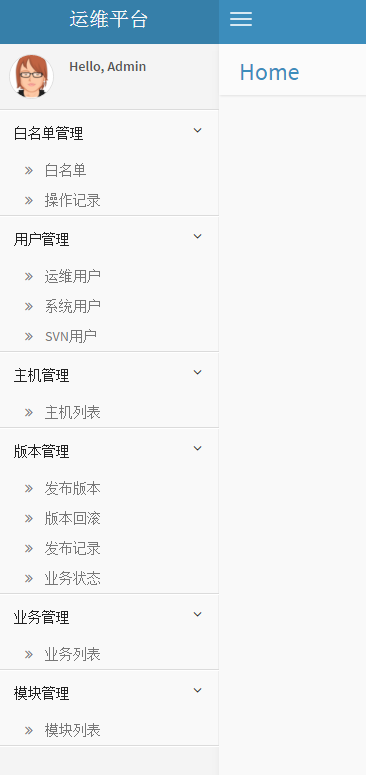 运维平台
Hello, Admin
Home
白名单管理
白名单
操作记录
用户管理
运维用户
系统用户
SVN用户
主机管理
主机列表
版本管理
发布版本
版本回滚
发布记录
业务状态
业务管理
业务列表
模块管理
模块列表